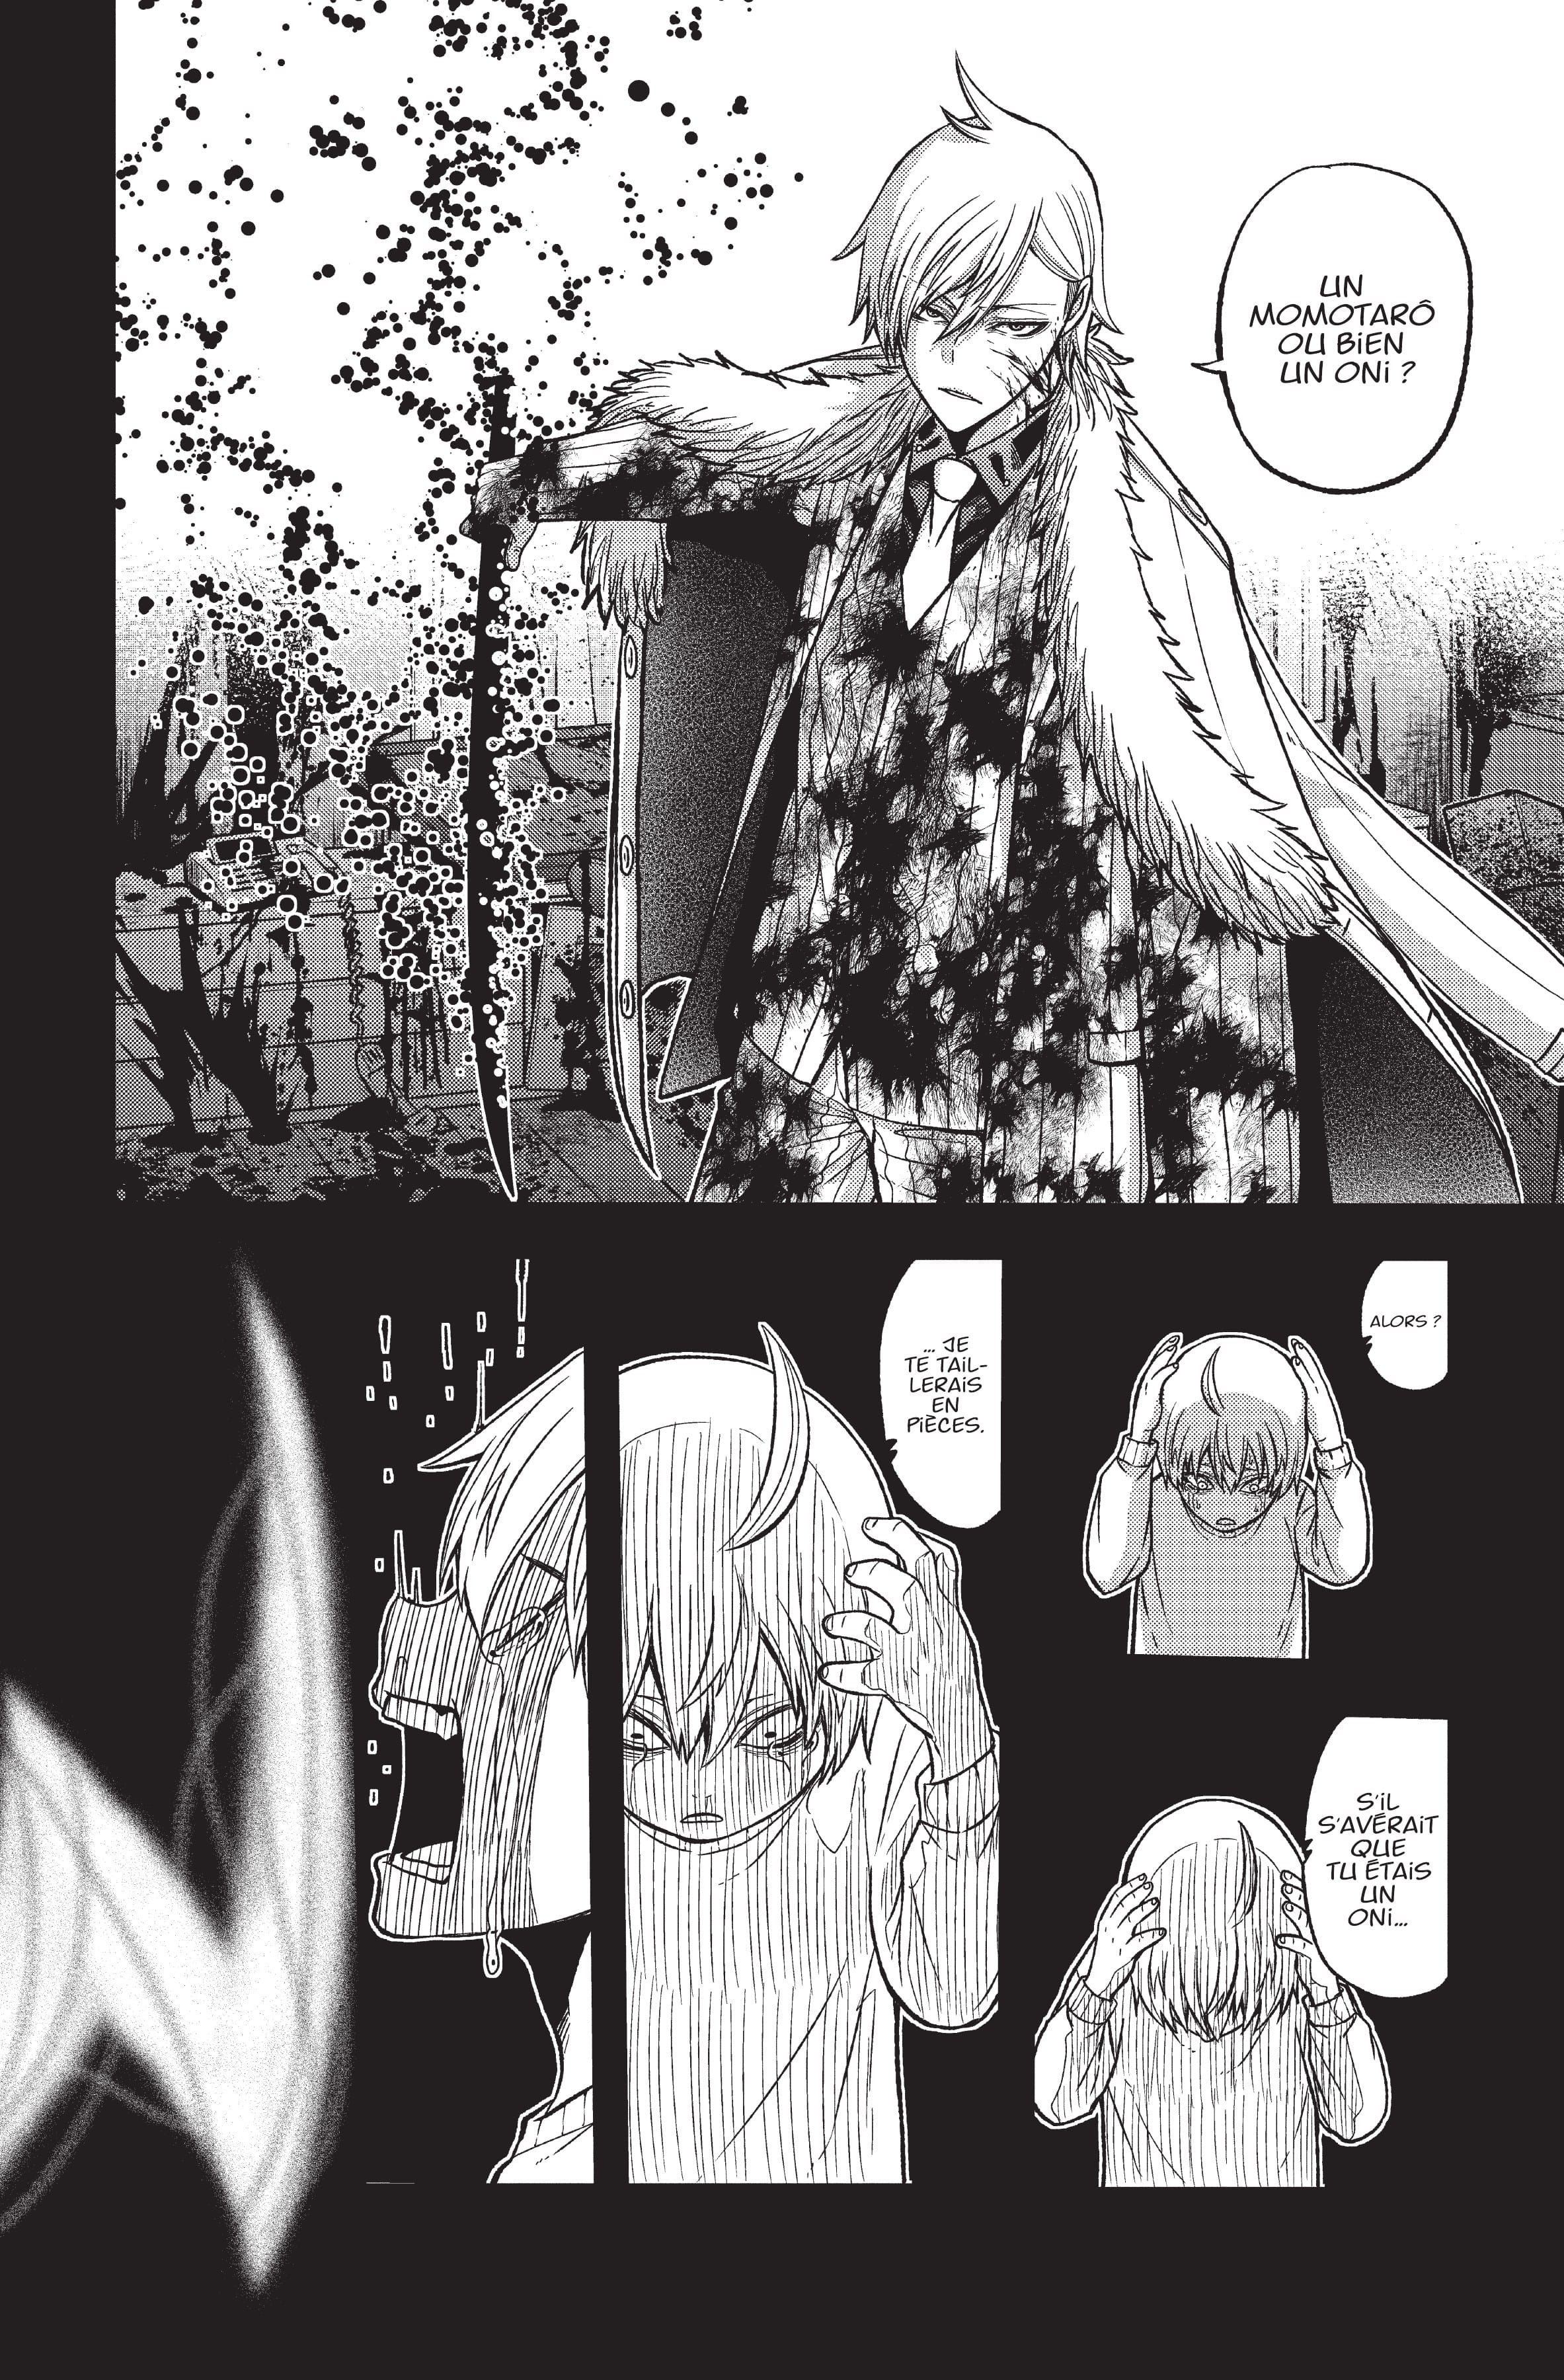 UN
MOMOTARÔ
OU BIEN
UN ONI ?
ALORS ?
S'IL
S'AVÉRAIT
QUE
TU ÉTAIS
UN
ONI...
... JE
TE TAIL-
LERAIS
EN
PIÈCES.